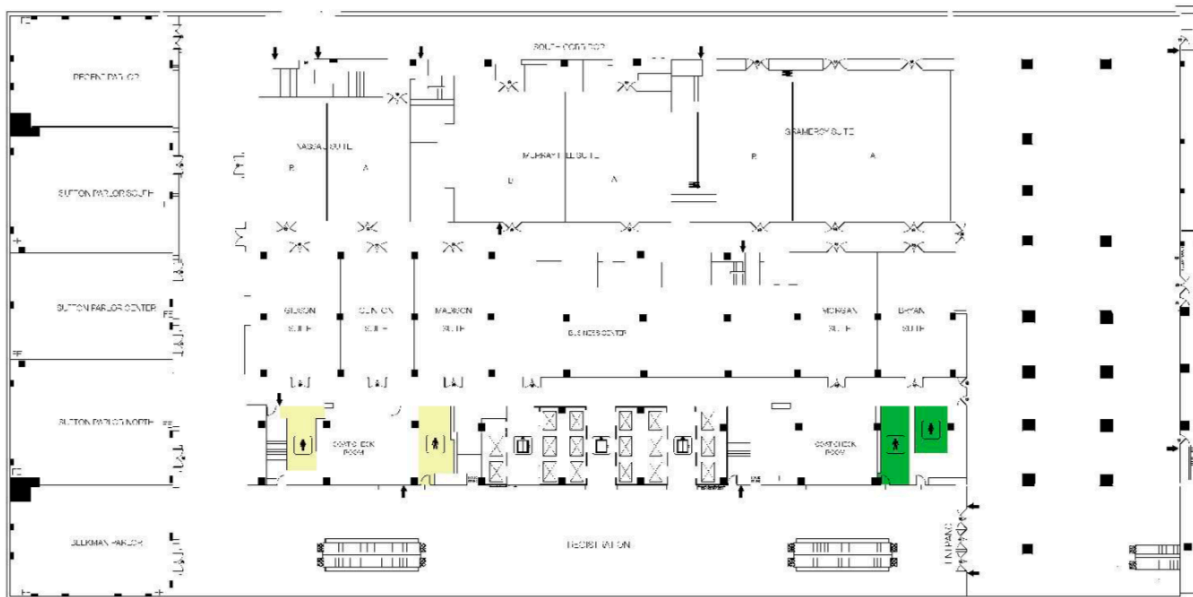 SOUTH CORRIDOR
REGENT PARLOR
GRAMERCY SUITE
NASSAU SUITE
MURRAY HILL SUITE
B
A
B
A
B
A
SUTTON PARLOR SOUTH
SUTTON PARLOR CENTER
GIBSON
SUITE
CLINTON
SUITE
MADISON
SUITE
BUSINESS CENTER
MORGAN
SUITE
BRYAN
SUITE
SUTTON PARLOR NORTH
COAT CHECK
ROOM
COAT CHECK
ROOM
BEEKMAN PARLOR
REGISTRATION